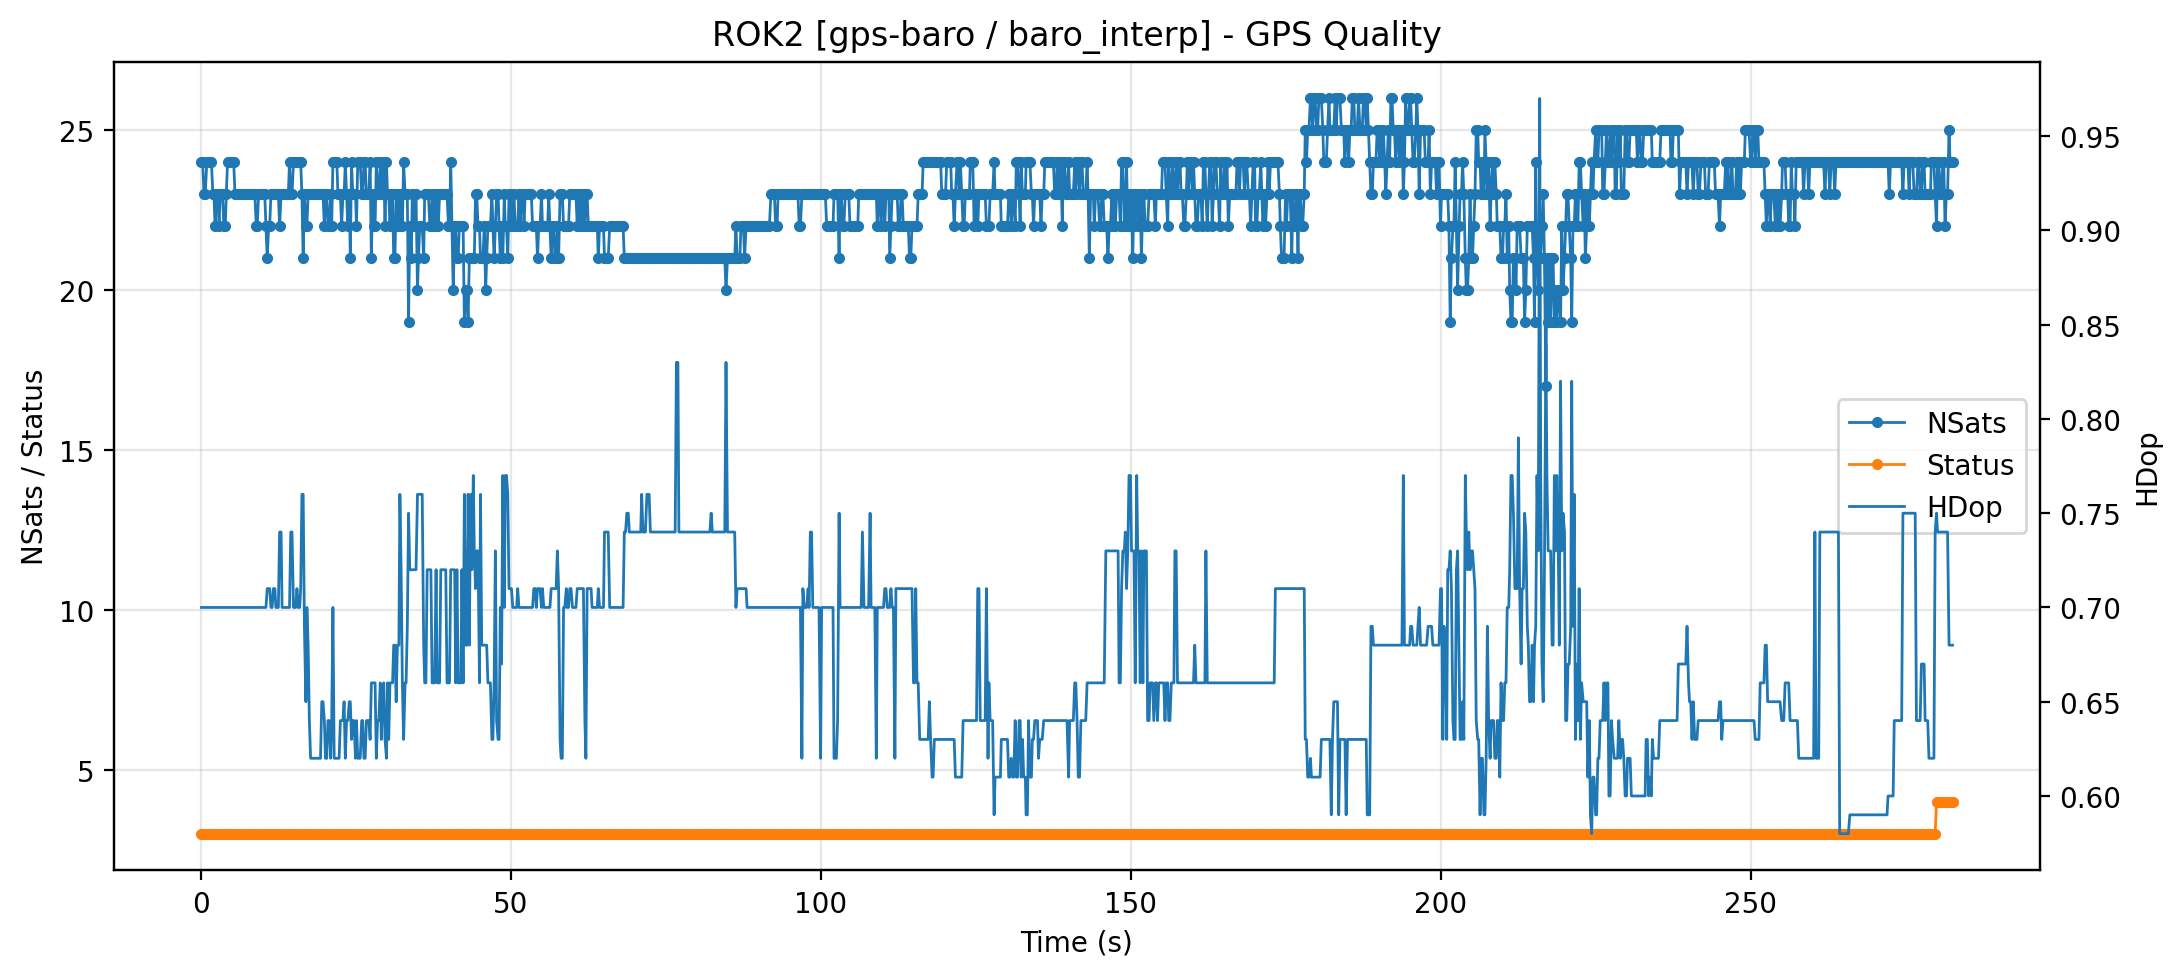 ROK2 [gps-baro / baro_interp] - GPS Quality
NSats / Status
25
20
15
10
5
0.95
0.90
0.85
0.80
0.75
0.70
0.65
0.60
HDop
NSats
Status
HDop
0
50
100
150
200
250
Time (s)